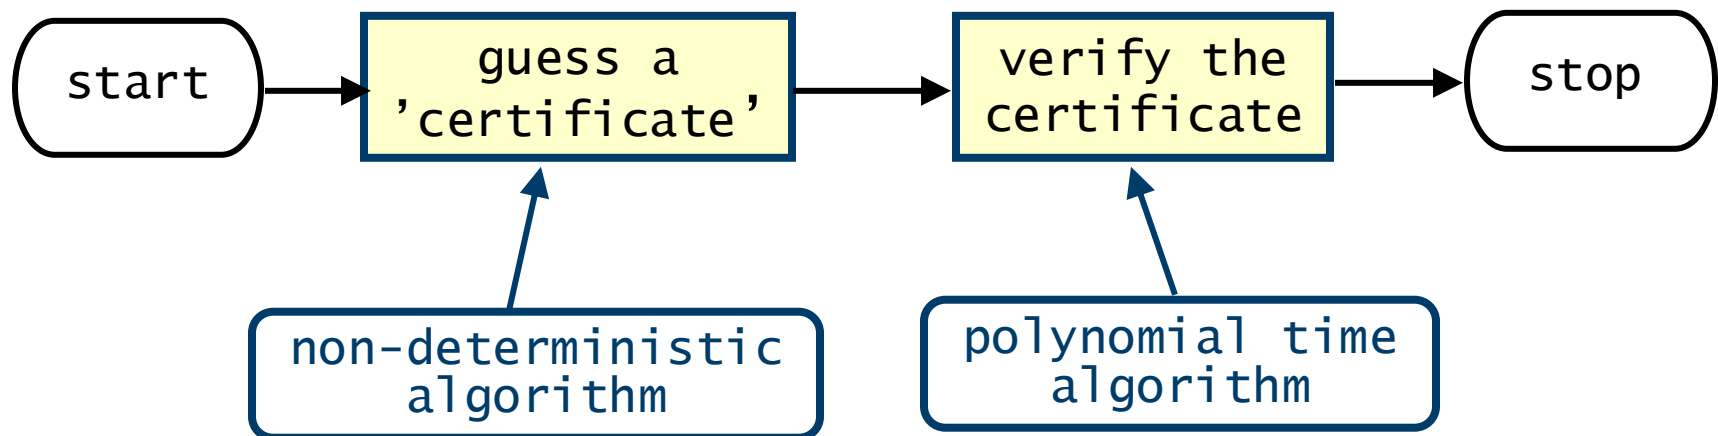 start
guess a
’certificate’
verify the
certificate
stop
non-deterministic
algorithm
polynomial time
algorithm